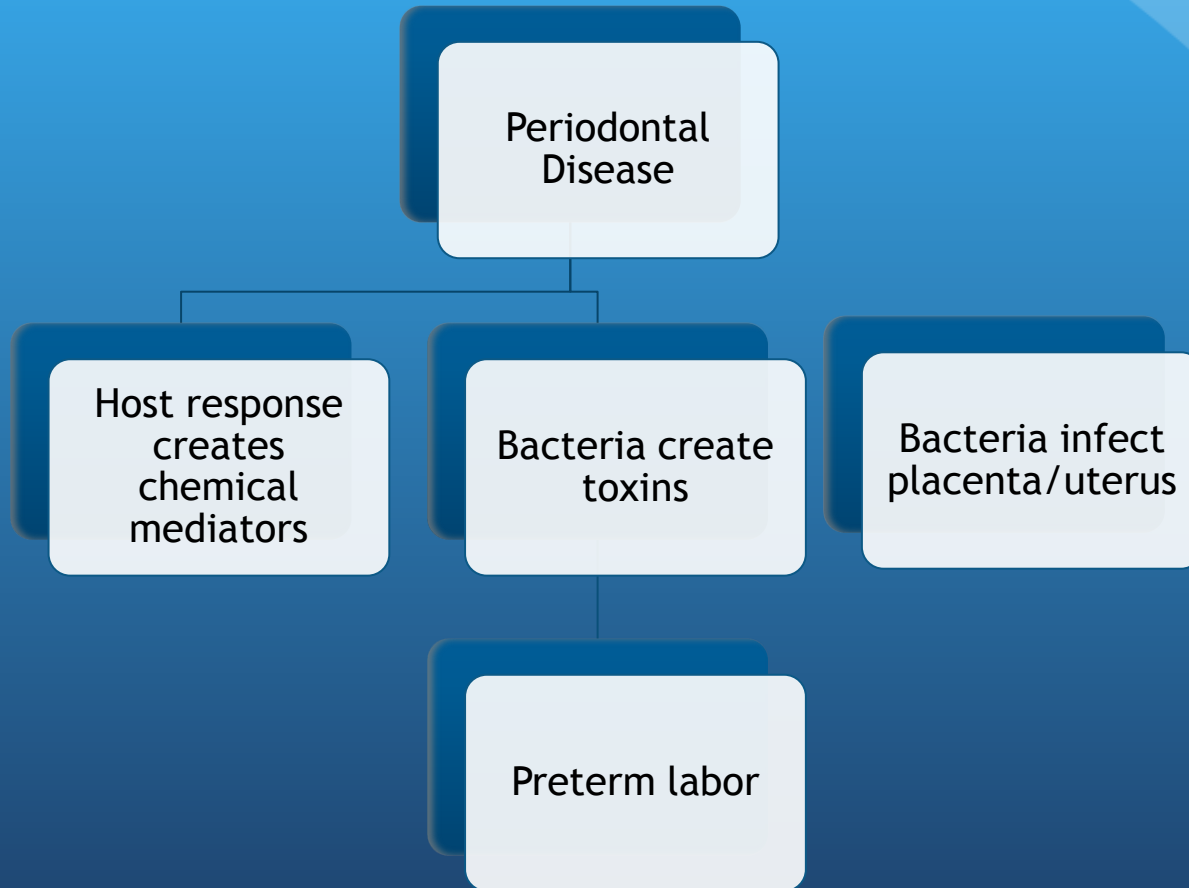 Periodontal
Disease
Host response
creates
chemical
mediators
Bacteria create
toxins
Bacteria infect
placenta/uterus
Preterm labor